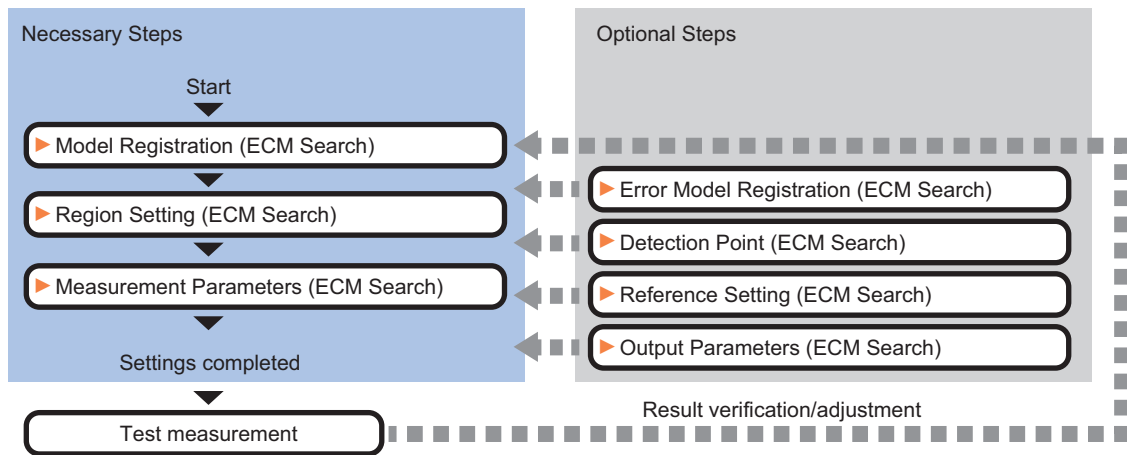 Necessary Steps
Start
Model Registration (ECM Search)
Region Setting (ECM Search)
Measurement Parameters (ECM Search)
Settings completed
Test measurement
Optional Steps
Error Model Registration (ECM Search)
Detection Point (ECM Search)
Reference Setting (ECM Search)
Output Parameters (ECM Search)
Result verification/adjustment